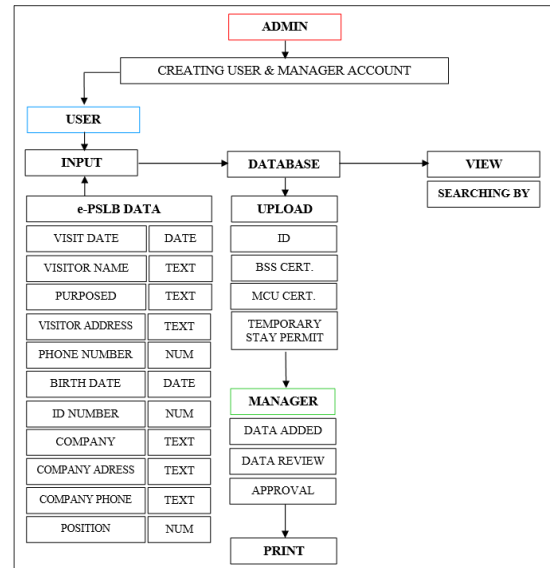 ADMIN
CREATING USER & MANAGER ACCOUNT
USER
INPUT
DATABASE
VIEW
SEARCHING BY
e-PSLB DATA
VISIT DATE DATE
VISITOR NAME TEXT
PURPOSED TEXT
VISITOR ADDRESS TEXT
PHONE NUMBER NUM
BIRTH DATE DATE
ID NUMBER NUM
COMPANY TEXT
COMPANY ADRESS TEXT
COMPANY PHONE TEXT
POSITION NUM
UPLOAD
ID
BSS CERT.
MCU CERT.
TEMPORARY
STAY PERMIT
MANAGER
DATA ADDED
DATA REVIEW
APPROVAL
PRINT